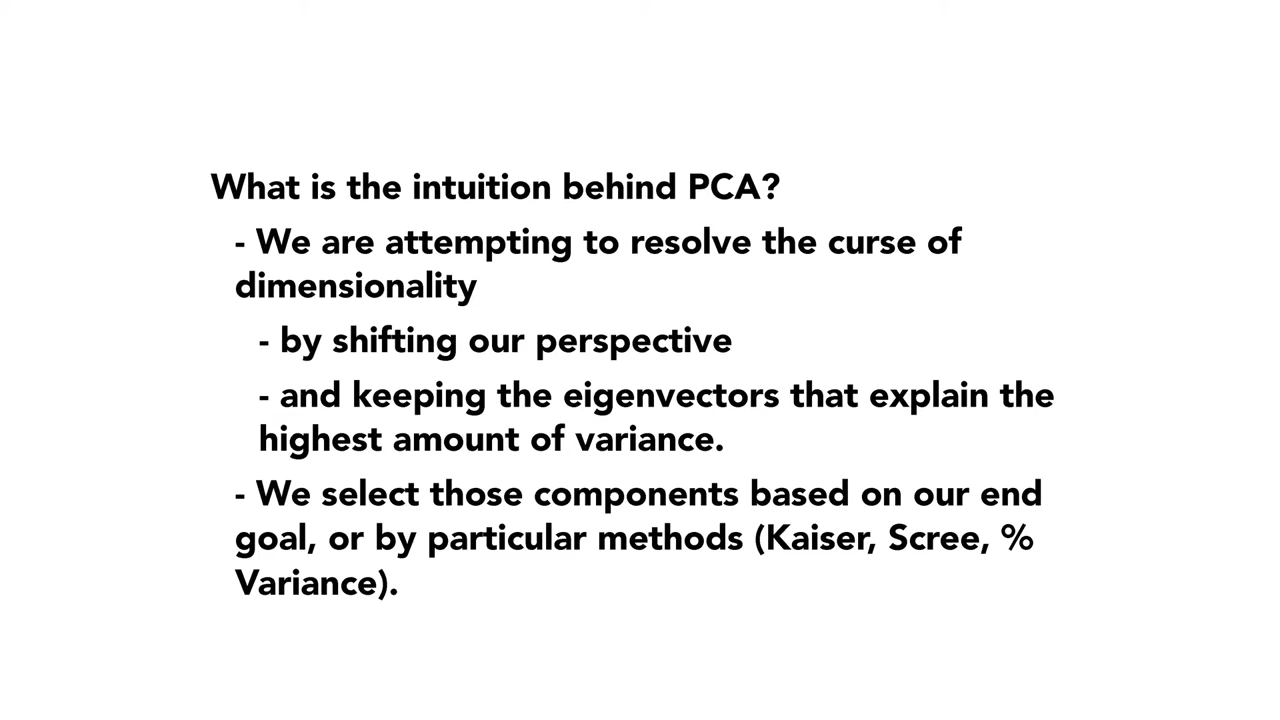 What is the intuition behind PCA?
- We are attempting to resolve the curse of
dimensionality
- by shifting our perspective
- and keeping the eigenvectors that explain the
highest amount of variance.
- We select those components based on our end
goal, or by particular methods (Kaiser, Scree, %
Variance).